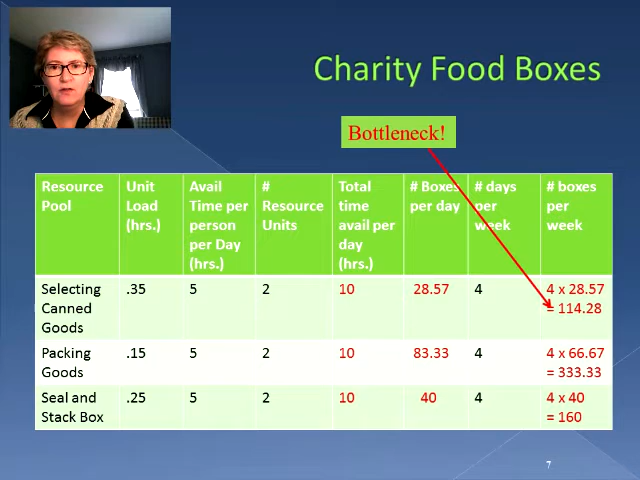 Charity Food Boxes
Bottleneck!
Resource Pool
Unit Load (hrs.)
Avail Time per person per Day (hrs.)
# Resource Units
Total time avail per day (hrs.)
# Boxes per day
# days per week
# boxes per week
Selecting Canned Goods
.35
5
2
10
28.57
4
4 x 28.57
= 114.28
Packing Goods
.15
5
2
10
83.33
4
4 x 66.67
= 333.33
Seal and Stack Box
.25
5
2
10
40
4
4 x 40
= 160
7